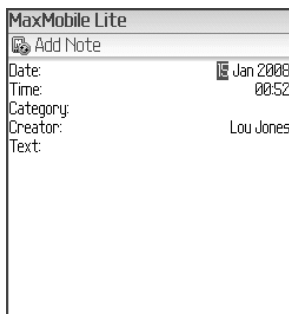 MaxMobile Lite
Add Note
Date: 15 Jan 2008
Time: 00:52
Category:
Creator: Lou Jones
Text: